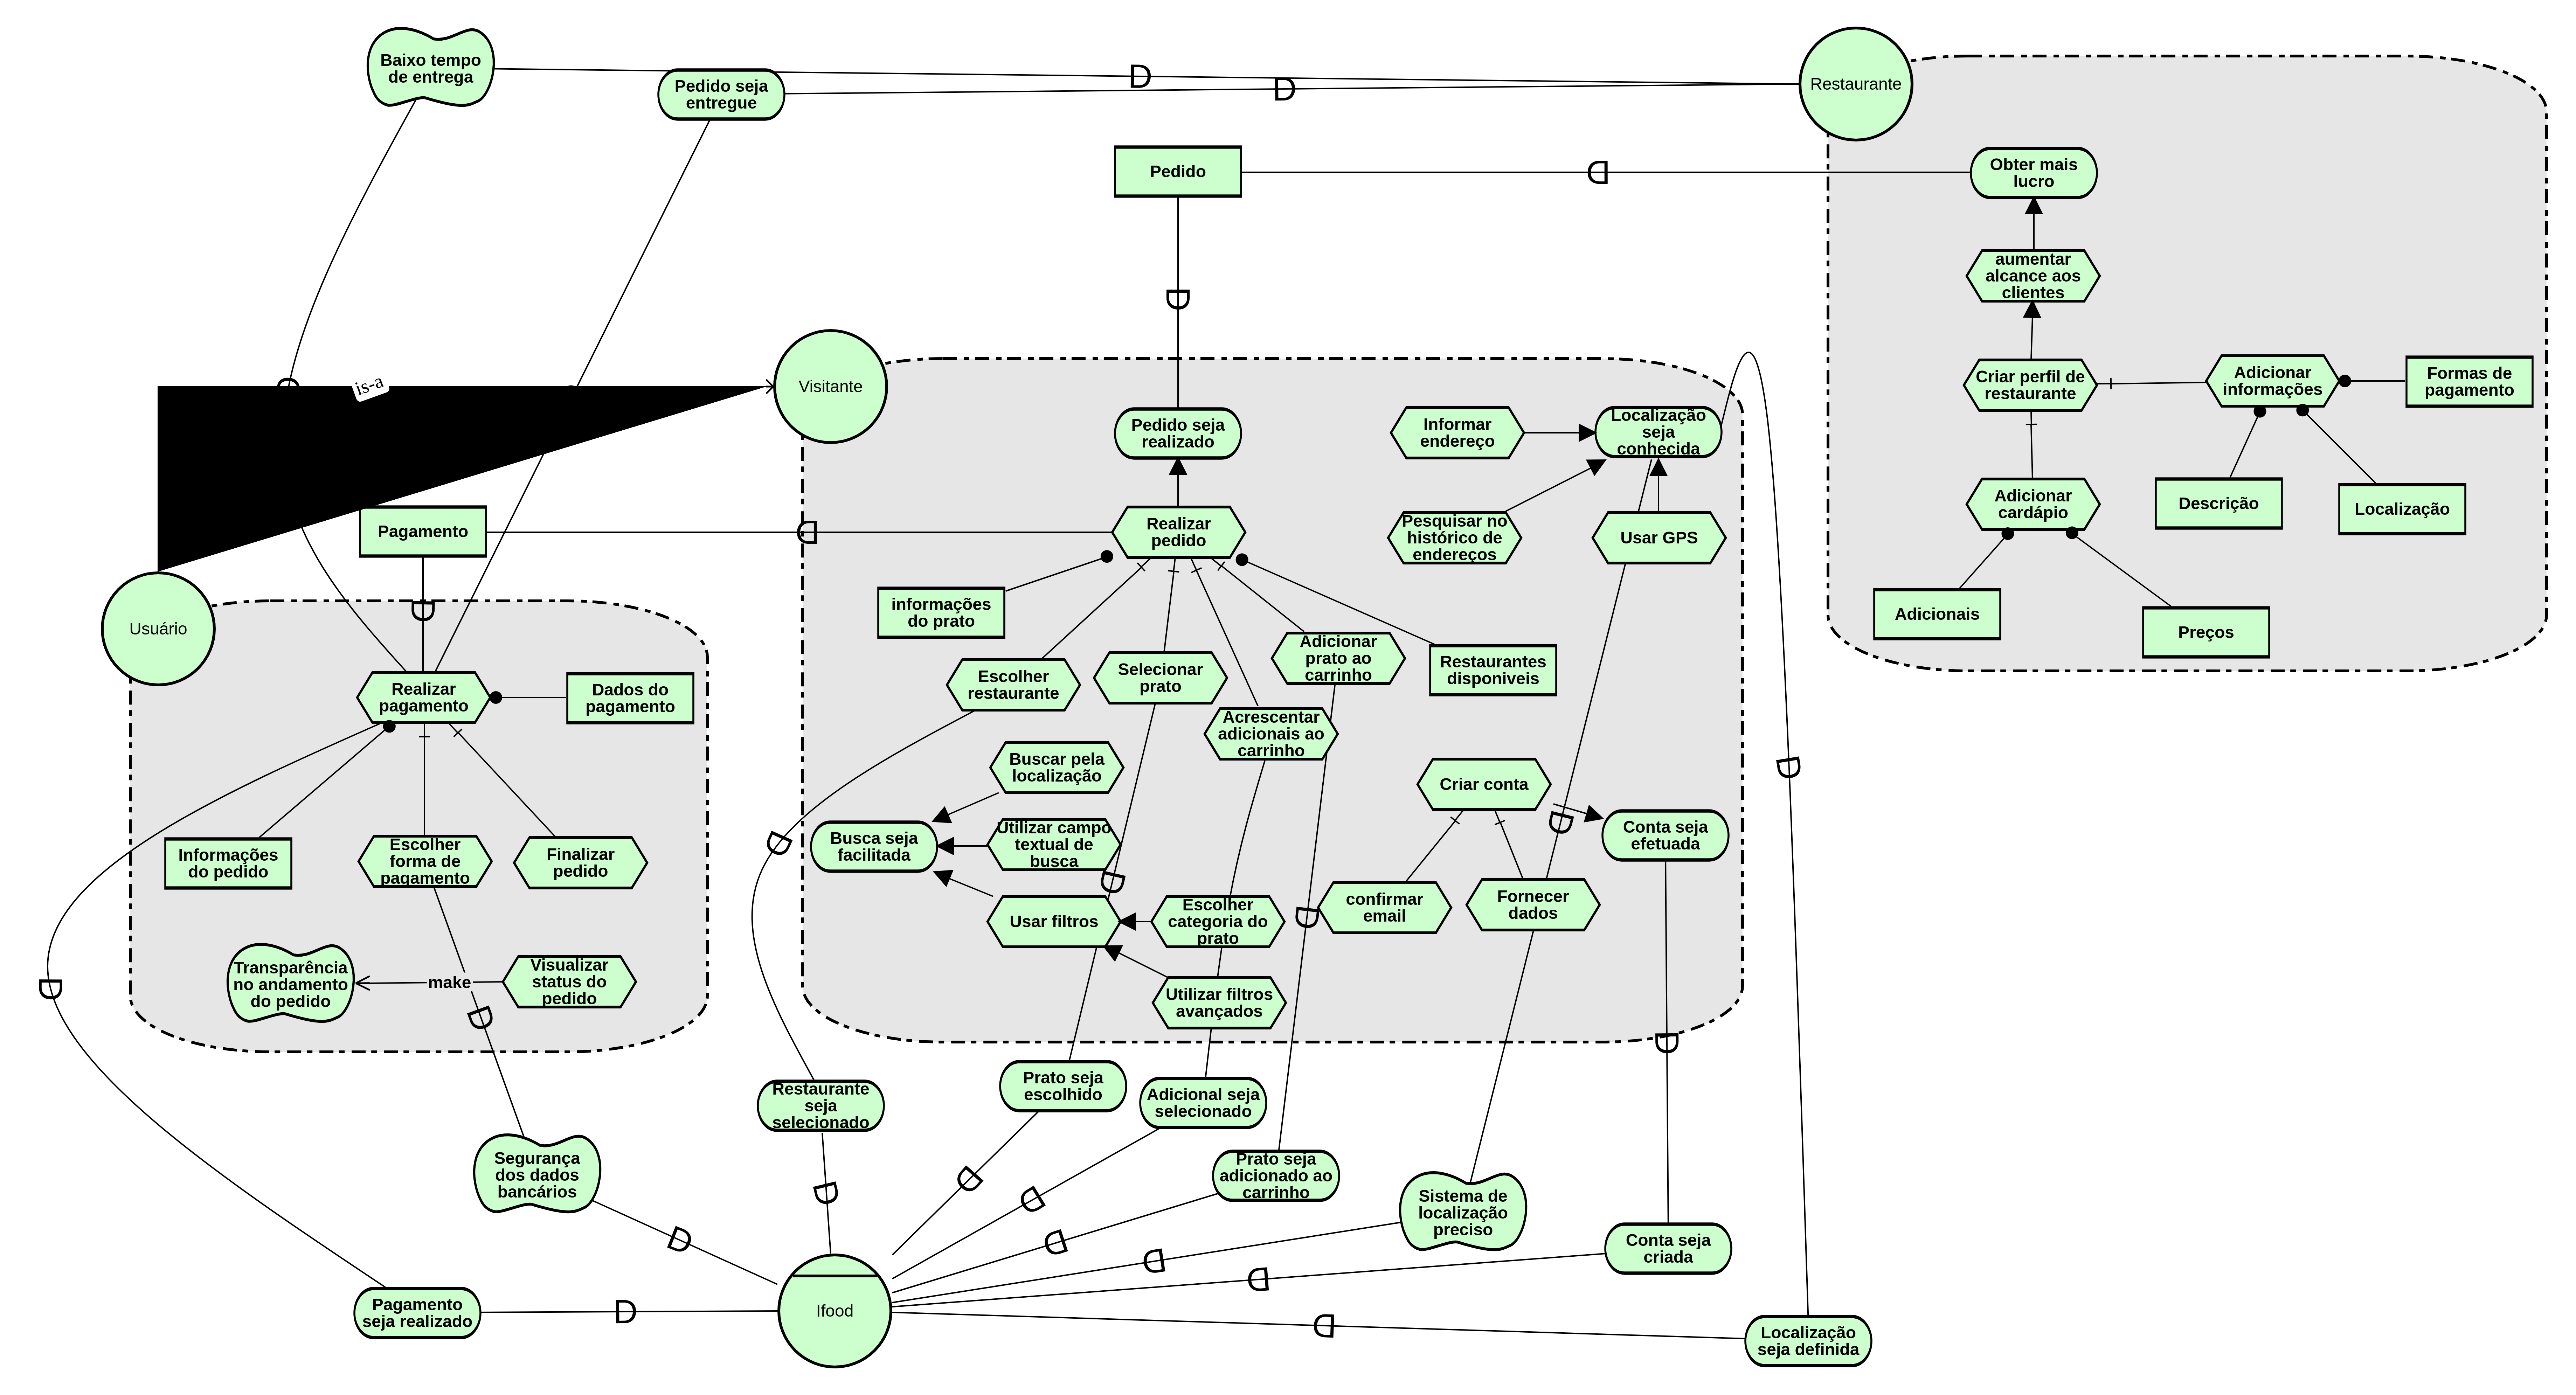 Baixo tempo
de entrega
Pedido seja
entregue
D
D
Restaurante
Pedido
D
Obter mais
lucro
D
aumentar
alcance aos
clientes
is-a
Visitante
Criar perfil de
restaurante
Adicionar
informações
Formas de
pagamento
Pedido seja
realizado
Informar
endereço
Localização
seja
conhecida
Adicionar
cardápio
Descrição
Localização
Pagamento
D
Realizar
pedido
Pesquisar no
histórico de
endereços
Usar GPS
Adicionais
Preços
Usuário
D
informações
do prato
Escolher
restaurante
Selecionar
prato
Adicionar
prato ao
carrinho
Restaurantes
disponiveis
Realizar
pagamento
Dados do
pagamento
Acrescentar
adicionais ao
carrinho
Buscar pela
localização
Criar conta
D
Informações
do pedido
Escolher
forma de
pagamento
Finalizar
pedido
D
Busca seja
facilitada
Utilizar campo
textual de
busca
D
Conta seja
efetuada
D
Usar filtros
Escolher
categoria do
prato
D
confirmar
email
Fornecer
dados
D
Transparência
no andamento
do pedido
make
Visualizar
status do
pedido
D
Utilizar filtros
avançados
D
Restaurante
seja
selecionado
Prato seja
escolhido
Adicional seja
selecionado
Segurança
dos dados
bancários
D
D
D
Prato seja
adicionado ao
carrinho
Sistema de
localização
preciso
D
D
D
D
Conta seja
criada
Pagamento
seja realizado
D
Ifood
D
Localização
seja definida